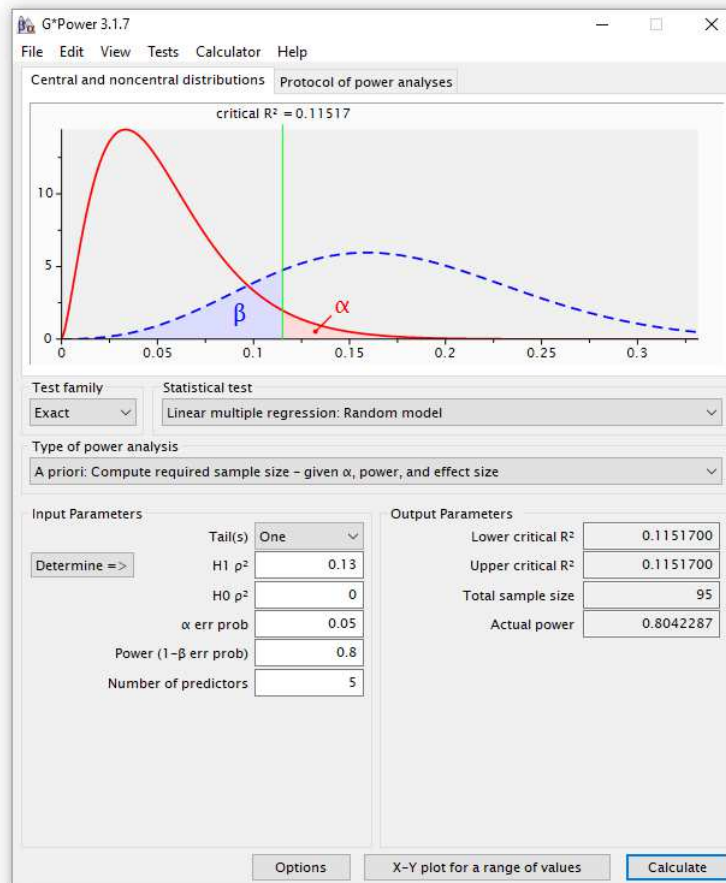 G*Power 3.1.7
File Edit View Tests Calculator Help
Central and noncentral distributions Protocol of power analyses
critical R² = 0.11517
10
5
0
β
α
0 0.05 0.1 0.15 0.2 0.25 0.3
Test family Statistical test
Exact Linear multiple regression: Random model
Type of power analysis
A priori: Compute required sample size – given α, power, and effect size
Input Parameters Output Parameters
Tail(s) One Lower critical R² 0.1151700
Determine => H1 ρ² 0.13 Upper critical R² 0.1151700
H0 ρ² 0 Total sample size 95
α err prob 0.05 Actual power 0.8042287
Power (1-β err prob) 0.8
Number of predictors 5
Options X-Y plot for a range of values Calculate